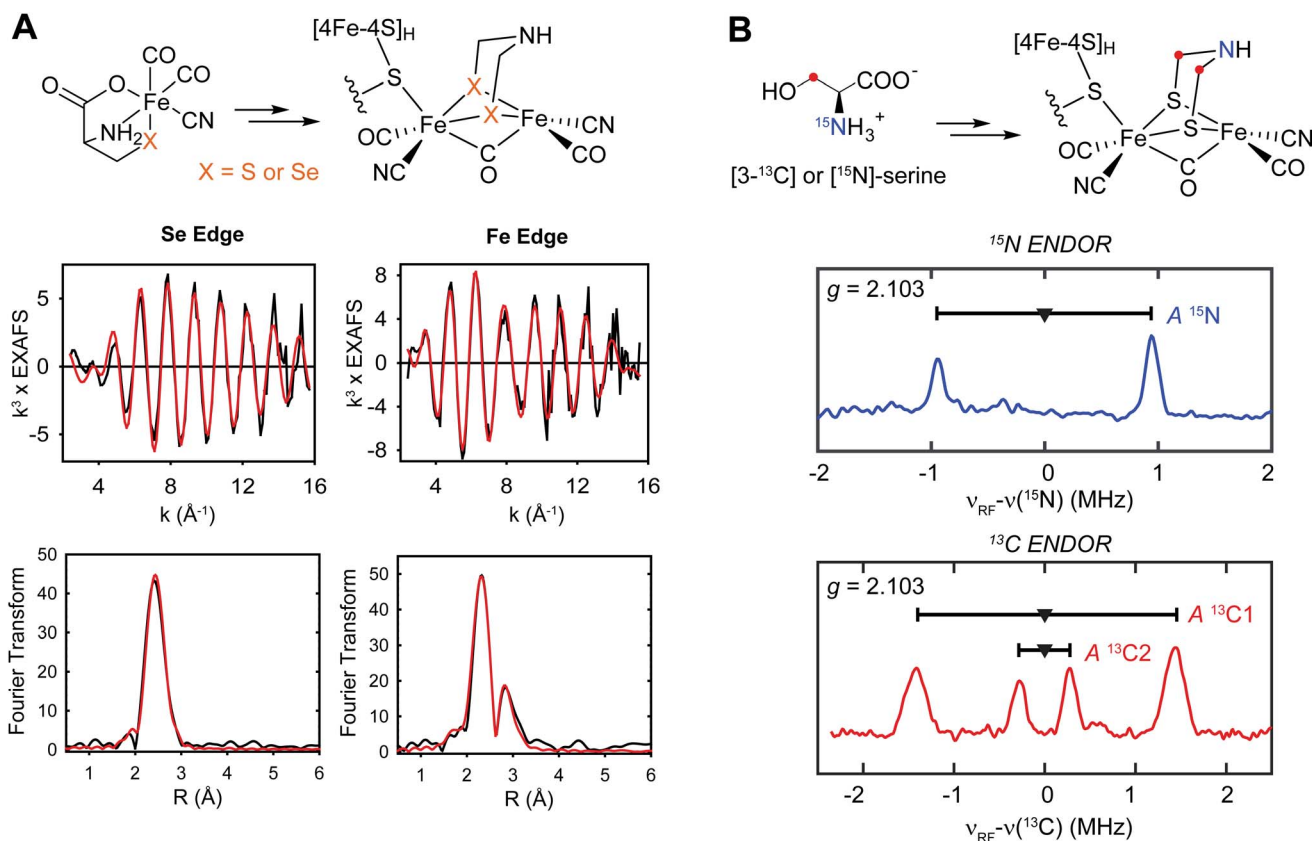 A
[4Fe-4S]H
NH
CO
CO
O
O
Fe
CN
NH2
X
X = S or Se
S
X
X
Fe
Fe
OC
NC
C
O
CN
CO
Se Edge
Fe Edge
k³ x EXAFS
5
0
-5
4 8 12 16
k (Å⁻¹)
k³ x EXAFS
8
4
0
-4
-8
4 8 12 16
k (Å⁻¹)
Fourier Transform
50
40
30
20
10
0
1 2 3 4 5 6
R (Å)
Fourier Transform
50
40
30
20
10
0
1 2 3 4 5 6
R (Å)
B
HO
COO⁻
¹⁵NH₃⁺
[3-¹³C] or [¹⁵N]-serine
[4Fe-4S]H
NH
S
S
S
Fe
Fe
OC
NC
C
O
CN
CO
¹⁵N ENDOR
g = 2.103
A ¹⁵N
-2 -1 0 1 2
νRF-ν(¹⁵N) (MHz)
¹³C ENDOR
g = 2.103
A ¹³C1
A ¹³C2
-2 -1 0 1 2
νRF-ν(¹³C) (MHz)